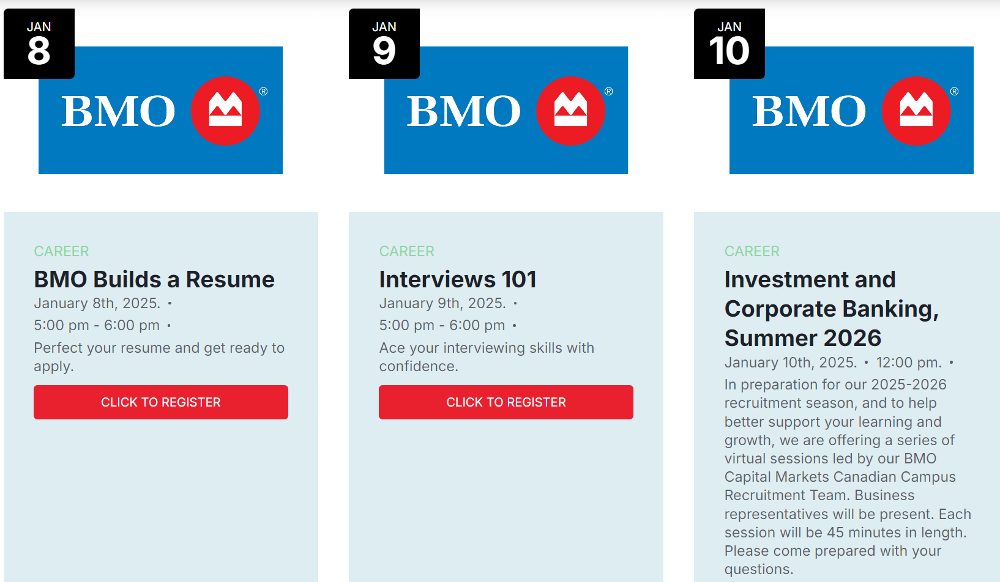 JAN
8
BMO
®
CAREER
BMO Builds a Resume
January 8th, 2025. •
5:00 pm - 6:00 pm •
Perfect your resume and get ready to
apply.
CLICK TO REGISTER
JAN
9
BMO
®
CAREER
Interviews 101
January 9th, 2025. •
5:00 pm - 6:00 pm •
Ace your interviewing skills with
confidence.
CLICK TO REGISTER
JAN
10
BMO
®
CAREER
Investment and
Corporate Banking,
Summer 2026
January 10th, 2025. • 12:00 pm. •
In preparation for our 2025-2026
recruitment season, and to help
better support your learning and
growth, we are offering a series of
virtual sessions led by our BMO
Capital Markets Canadian Campus
Recruitment Team. Business
representatives will be present. Each
session will be 45 minutes in length.
Please come prepared with your
questions.